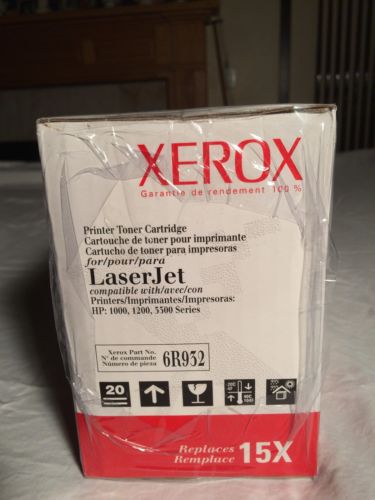 XEROX
Garantie de rendement 100 %
Printer Toner Cartridge
Cartouche de toner pour imprimante
Cartucho de toner para impresoras
for/pour/para
LaserJet
compatible with/avec/con
Printers/Imprimantes/Impresoras:
HP: 1000, 1200, 3300 Series
Xerox Part No.
Nº de commande
Número de pieza
6R932
20
Replaces
Remplace
15X